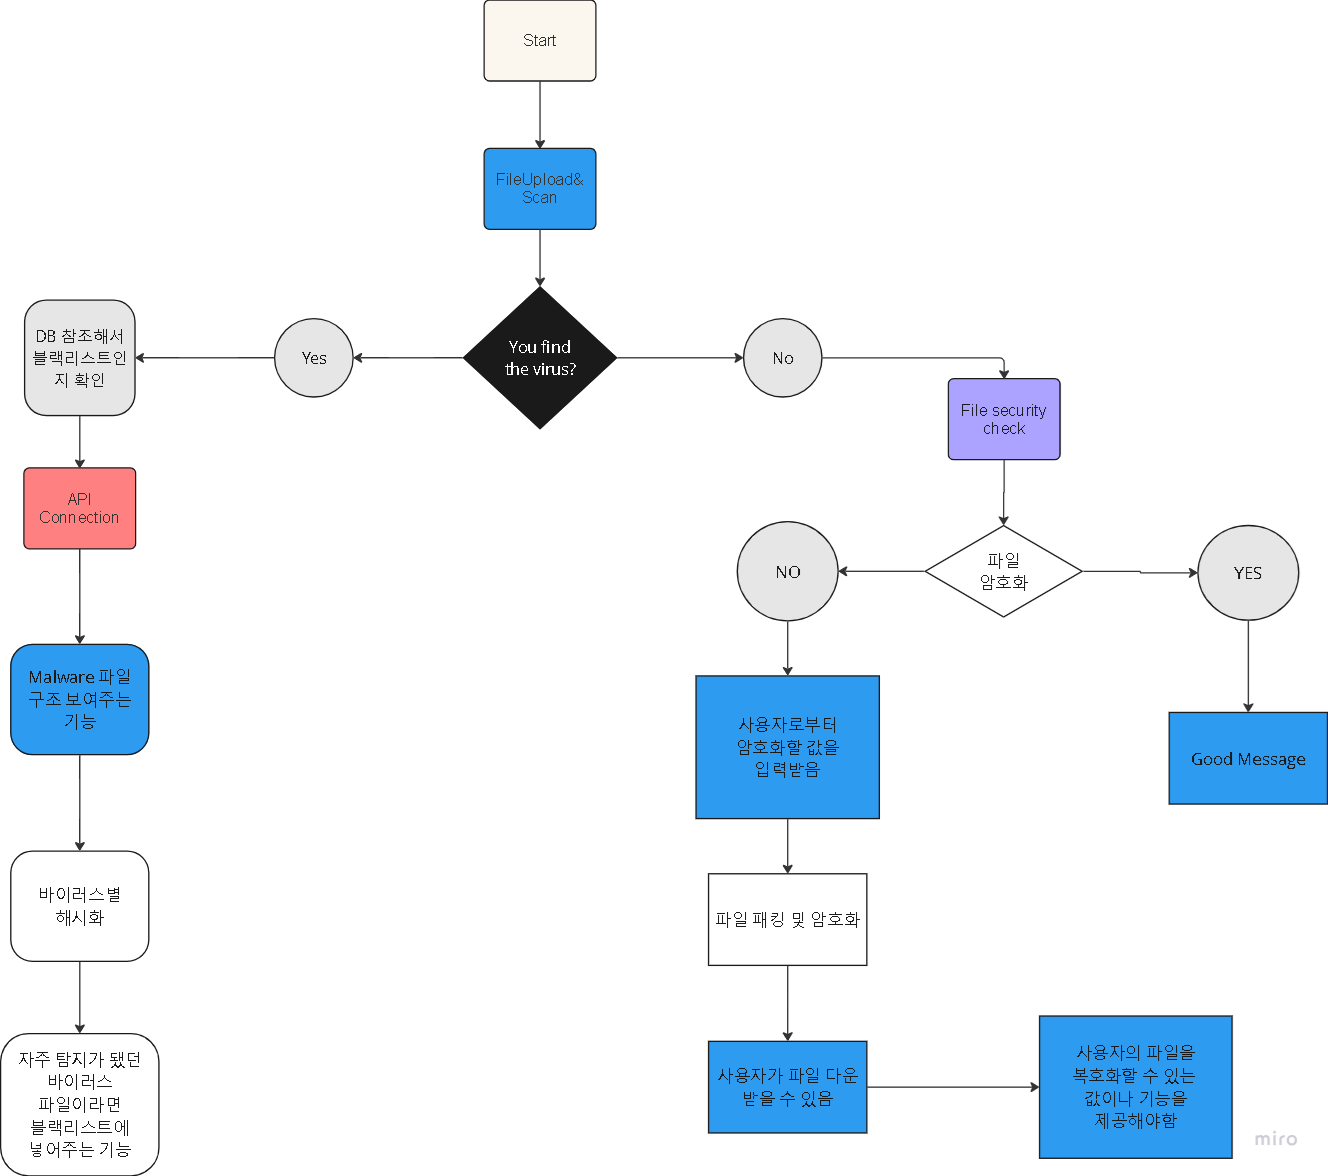 Start
FileUpload&
Scan
You find
the virus?
Yes
No
DB 참조해서
블랙리스트인
지 확인
File security
check
API
Connection
파일
암호화
NO
YES
Malware 파일
구조 보여주는
기능
사용자로부터
암호화할 값을
입력받음
Good Message
바이러스별
해시화
파일 패킹 및 암호화
자주 탐지가 됐던
바이러스
파일이라면
블랙리스트에
넣어주는 기능
사용자가 파일 다운
받을 수 있음
사용자의 파일을
복호화할 수 있는
값이나 기능을
제공해야함
miro